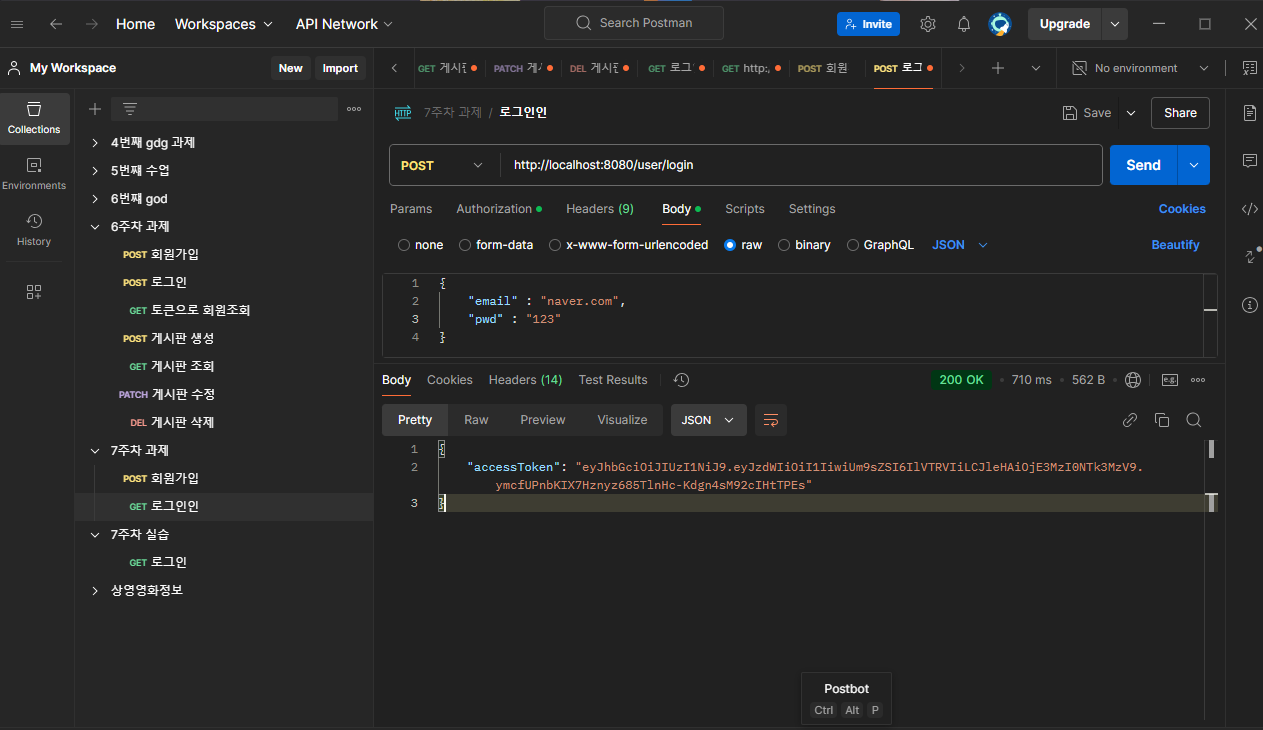 Home Workspaces API Network Search Postman Invite Upgrade
My Workspace New Import GET 게시판 PATCH 게시 DEL 게시판 GET 로그 GET http:, POST 회원 POST 로그 No environment
Collections
Environments
History
4번째 gdg 과제
5번째 수업
6번째 god
6주차 과제
POST 회원가입
POST 로그인
GET 토큰으로 회원조회
POST 게시판 생성
GET 게시판 조회
PATCH 게시판 수정
DEL 게시판 삭제
7주차 과제
POST 회원가입
GET 로그인인
7주차 실습
GET 로그인
상영영화정보
HTTP 7주차 과제 / 로그인인 Save Share
POST http://localhost:8080/user/login Send
Params Authorization Headers (9) Body Scripts Settings Cookies
none form-data x-www-form-urlencoded raw binary GraphQL JSON Beautify
1 {
2 "email" : "naver.com",
3 "pwd" : "123"
4 }
Body Cookies Headers (14) Test Results 200 OK 710 ms 562 B e.g.
Pretty Raw Preview Visualize JSON
1 {
2 "accessToken": "eyJhbGciOiJIUzI1NiJ9.eyJzdWIiOiI1IiwiUm9sZSI6IlVTRVIiLCJleHAiOjE3MzI0NTk3MzV9.
ymcfUPnbKIX7Hznyz685TlnHc-Kdgn4sM92cIHtTPEs"
3 }
Postbot
Ctrl Alt P